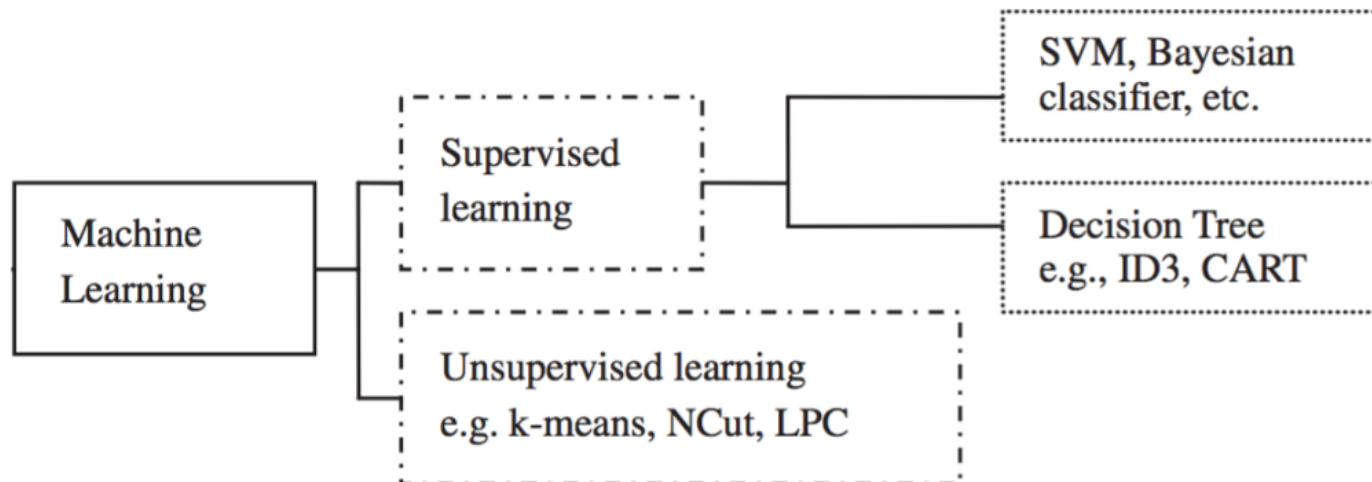 SVM, Bayesian
classifier, etc.
Supervised
learning
Machine
Learning
Decision Tree
e.g., ID3, CART
Unsupervised learning
e.g. k-means, NCut, LPC